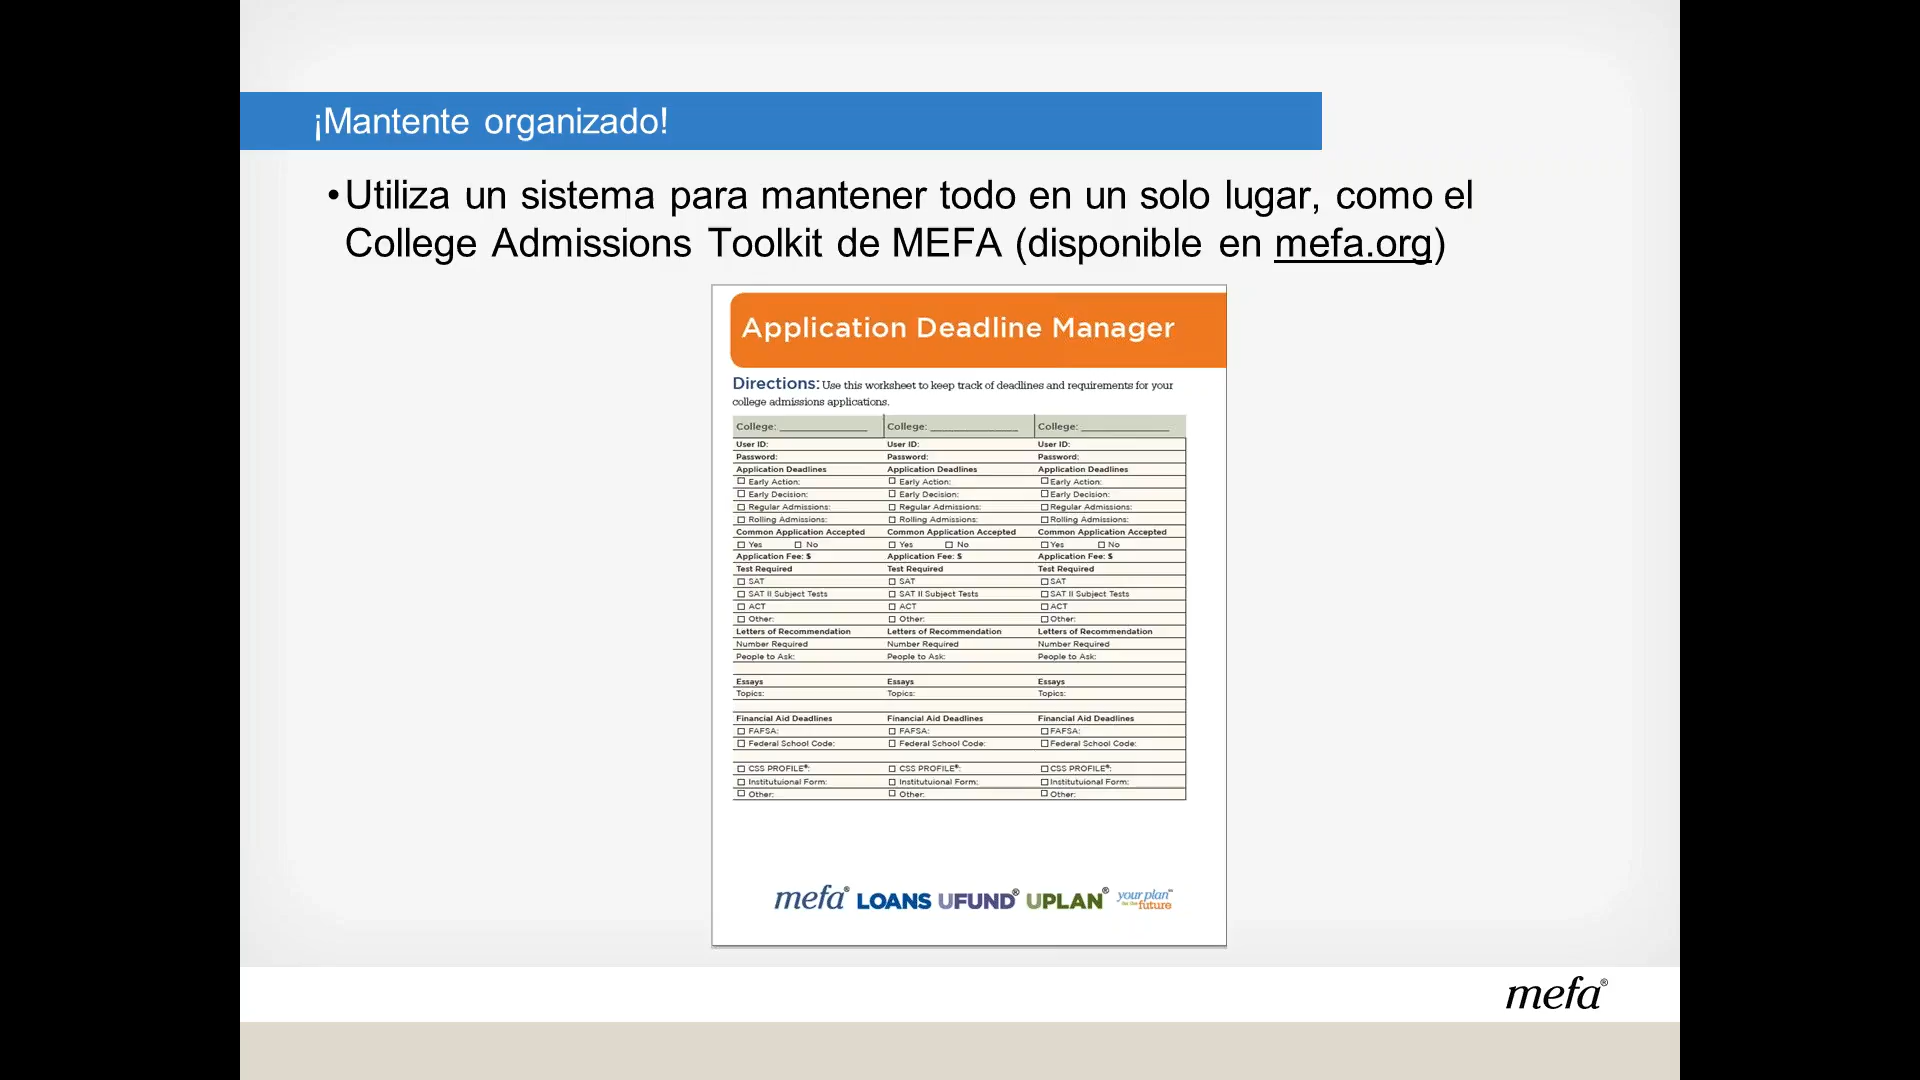 ¡Mantente organizado!
•Utiliza un sistema para mantener todo en un solo lugar, como el
College Admissions Toolkit de MEFA (disponible en mefa.org)
Application Deadline Manager
Directions: Use this worksheet to keep track of deadlines and requirements for your
college admissions applications.
College: ________________ College: ________________ College: ________________
User ID: User ID: User ID:
Password: Password: Password:
Application Deadlines Application Deadlines Application Deadlines
☐ Early Action: ☐ Early Action: ☐ Early Action:
☐ Early Decision: ☐ Early Decision: ☐ Early Decision:
☐ Regular Admissions: ☐ Regular Admissions: ☐ Regular Admissions:
☐ Rolling Admissions: ☐ Rolling Admissions: ☐ Rolling Admissions:
Common Application Accepted Common Application Accepted Common Application Accepted
☐ Yes ☐ No ☐ Yes ☐ No ☐ Yes ☐ No
Application Fee: $ Application Fee: $ Application Fee: $
Test Required Test Required Test Required
☐ SAT ☐ SAT ☐ SAT
☐ SAT II Subject Tests ☐ SAT II Subject Tests ☐ SAT II Subject Tests
☐ ACT ☐ ACT ☐ ACT
☐ Other: ☐ Other: ☐ Other:
Letters of Recommendation Letters of Recommendation Letters of Recommendation
Number Required Number Required Number Required
People to Ask: People to Ask: People to Ask:
Essays Essays Essays
Topics: Topics: Topics:
Financial Aid Deadlines Financial Aid Deadlines Financial Aid Deadlines
☐ FAFSA: ☐ FAFSA: ☐ FAFSA:
☐ Federal School Code: ☐ Federal School Code: ☐ Federal School Code:
☐ CSS PROFILE®: ☐ CSS PROFILE®: ☐ CSS PROFILE®:
☐ Institutuional Form: ☐ Institutuional Form: ☐ Institutuional Form:
☐ Other: ☐ Other: ☐ Other:
mefa® LOANS UFUND® UPLAN® your plan
future
mefa®